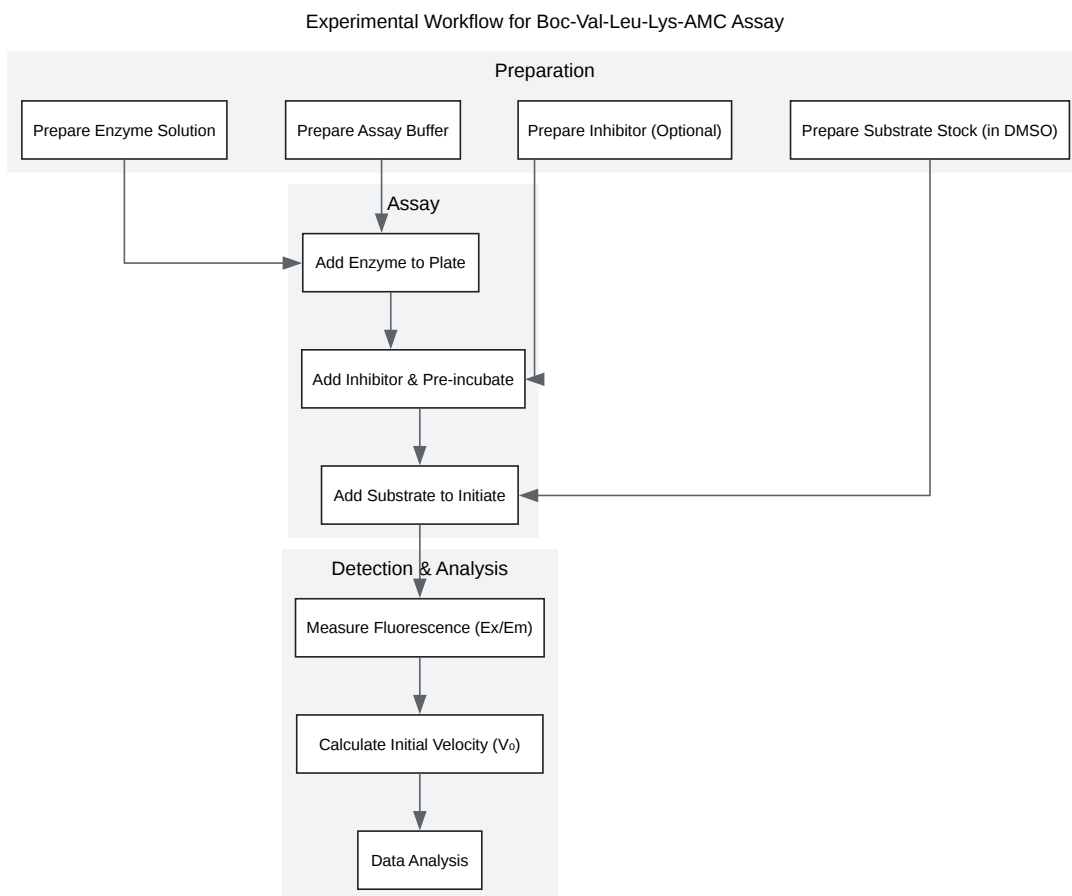 Experimental Workflow for Boc-Val-Leu-Lys-AMC Assay
Preparation
Prepare Enzyme Solution
Prepare Assay Buffer
Prepare Inhibitor (Optional)
Prepare Substrate Stock (in DMSO)
Assay
Add Enzyme to Plate
Add Inhibitor & Pre-incubate
Add Substrate to Initiate
Detection & Analysis
Measure Fluorescence (Ex/Em)
Calculate Initial Velocity (V₀)
Data Analysis